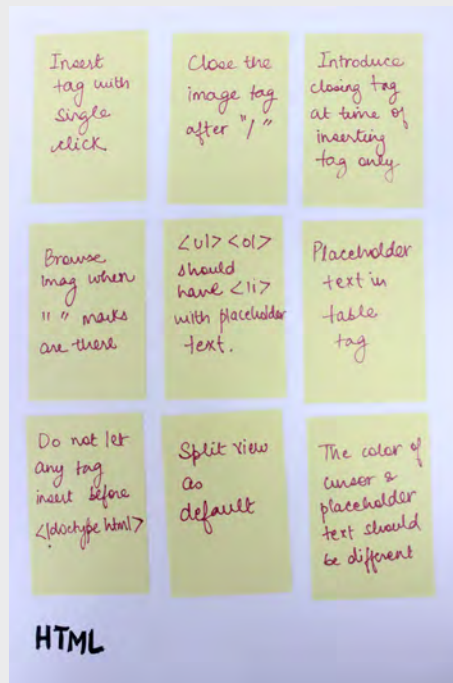 Insert
tag with
single
click
Close the
image tag
after "/"
Introduce
closing tag
at time of
inserting
tag only
Browse
imag when
" " marks
are there
<ul> <ol>
should
have <li>
with placeholder
text.
Placeholder
text in
table
tag
Do not let
any tag
insert before
<!doctype html>
Split view
as
default
The color of
cursor &
placeholder
text should
be different
HTML